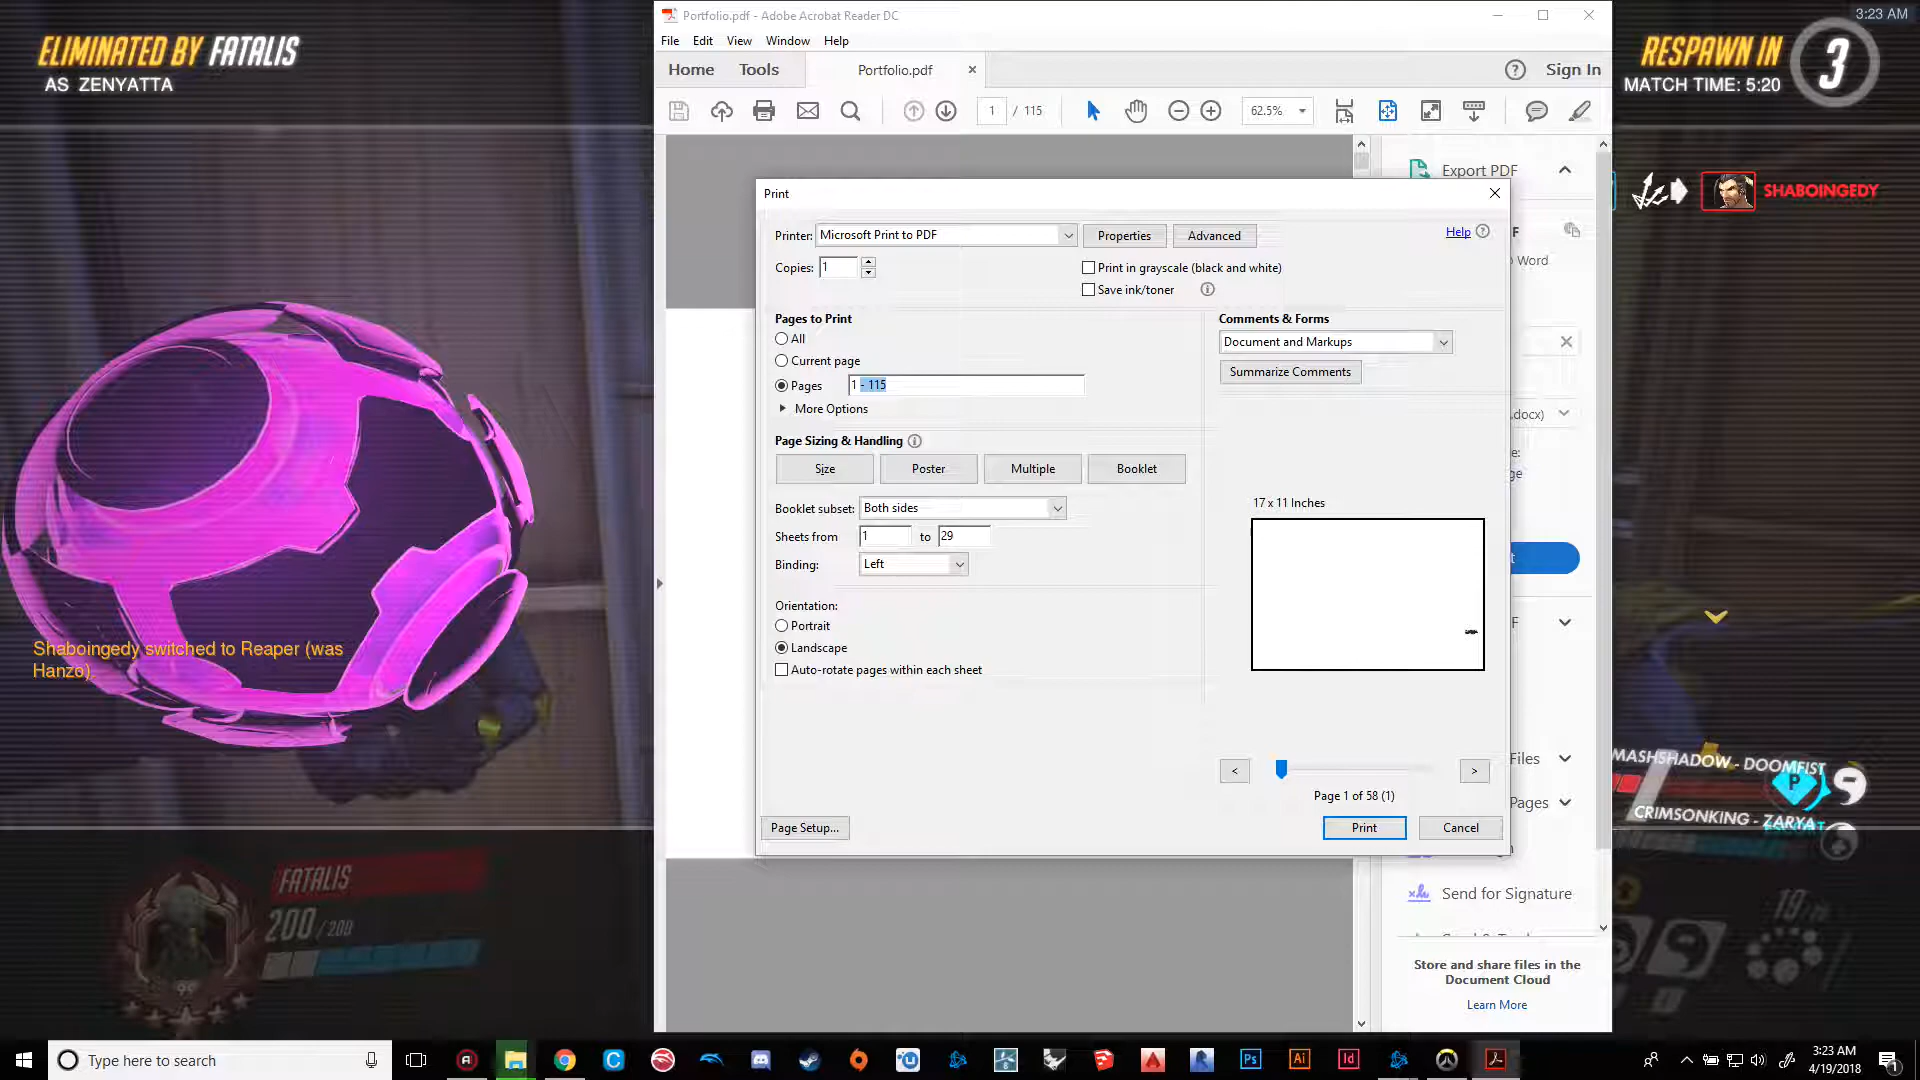 ELIMINATED BY FATALIS
AS ZENYATTA
Portfolio.pdf - Adobe Acrobat Reader DC
File Edit View Window Help
Home Tools Portfolio.pdf × Sign In
1 / 115 62.5%
3:23 AM
RESPAWN IN 3
MATCH TIME: 5:20
SHABOINGEDY
Export PDF
Print
Printer: Microsoft Print to PDF Properties Advanced Help
Copies: 1 Print in grayscale (black and white)
Save ink/toner
Pages to Print
All
Current page
Pages 1 - 115
More Options
Comments & Forms
Document and Markups
Summarize Comments
Page Sizing & Handling
Size Poster Multiple Booklet
Booklet subset: Both sides
Sheets from 1 to 29
Binding: Left
Orientation:
Portrait
Landscape
Auto-rotate pages within each sheet
17 x 11 Inches
< >
Page 1 of 58 (1)
Page Setup... Print Cancel
F
Word
.docx)
F
Files
Pages
Send for Signature
Store and share files in the
Document Cloud
Learn More
Shaboingedy switched to Reaper (was
Hanzo).
MASHSHADOW - DOOMFIST
CRIMSONKING - ZARYA
FATALIS
200 / 200
Type here to search
Ps Ai Id
3:23 AM
4/19/2018
1